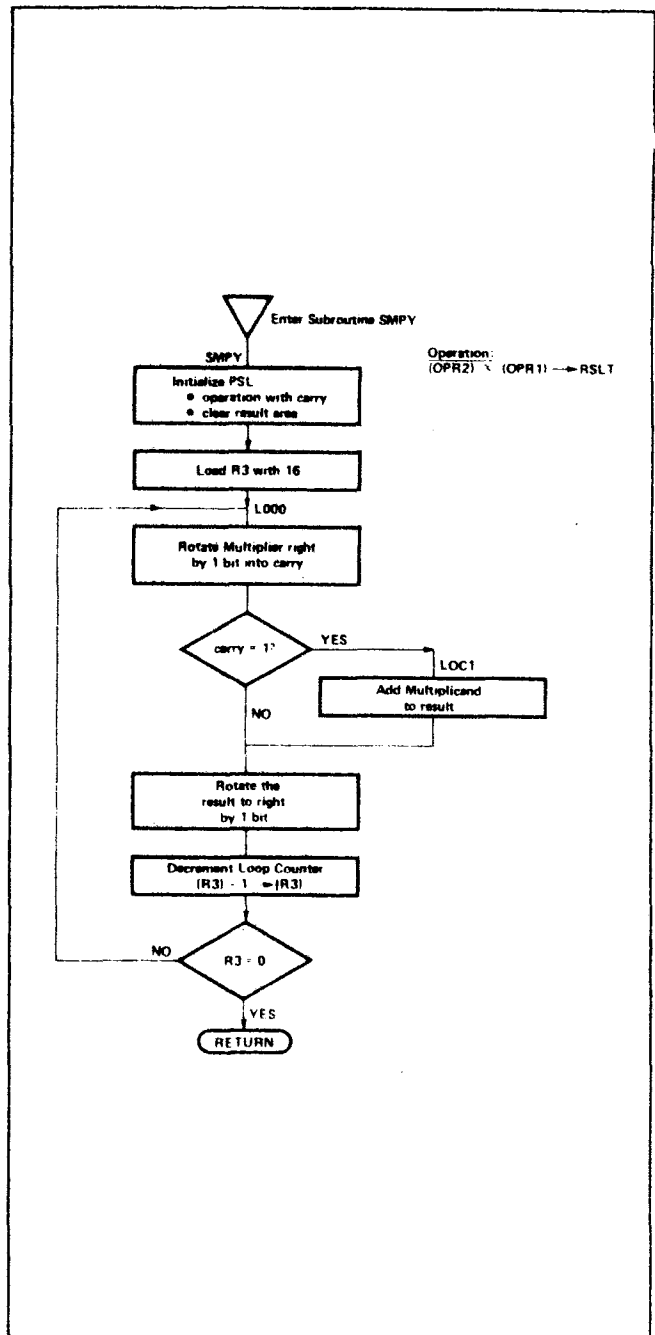 Enter Subroutine SMPY
SMPY
Operation:
(OPR2) × (OPR1) → RSLT
Initialize PSL
• operation with carry
• clear result area
Load R3 with 16
L000
Rotate Multiplier right
by 1 bit into carry
carry = 1?
YES
LOC1
Add Multiplicand
to result
NO
Rotate the
result to right
by 1 bit
Decrement Loop Counter
(R3) - 1 → (R3)
NO
R3 = 0
YES
RETURN